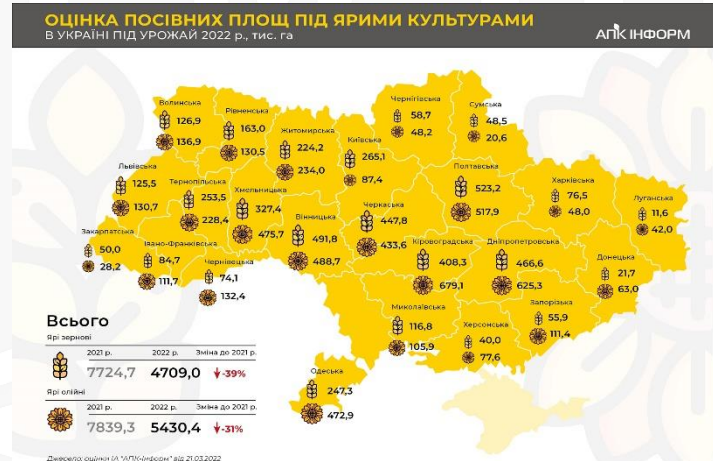 ОЦІНКА ПОСІВНИХ ПЛОЩ ПІД ЯРИМИ КУЛЬТУРАМИ
В УКРАЇНІ ПІД УРОЖАЙ 2022 р., тис. га
АПК ІНФОРМ
Волинська
126,9
136,9
Рівненська
163,0
130,5
Житомирська
224,2
234,0
Київська
265,1
87,4
Чернігівська
58,7
48,2
Сумська
48,5
20,6
Львівська
125,5
130,7
Тернопільська
253,5
228,4
Хмельницька
327,4
475,7
Вінницька
491,8
488,7
Черкаська
447,8
433,6
Полтавська
523,2
517,9
Харківська
76,5
48,0
Луганська
11,6
42,0
Закарпатська
50,0
28,2
Івано-Франківська
84,7
111,7
Чернівецька
74,1
132,4
Кіровоградська
408,3
679,1
Дніпропетровська
466,6
625,3
Донецька
21,7
63,0
Миколаївська
116,8
105,9
Херсонська
40,0
77,6
Запорізька
55,9
111,4
Одеська
247,3
472,9
Всього
Ярі зернові
2021 р. 2022 р. Зміна до 2021 р.
7724,7 4709,0 -39%
Ярі олійні
2021 р. 2022 р. Зміна до 2021 р.
7839,3 5430,4 -31%
Джерело: оцінки ІА "АПК-Інформ" від 21.03.2022